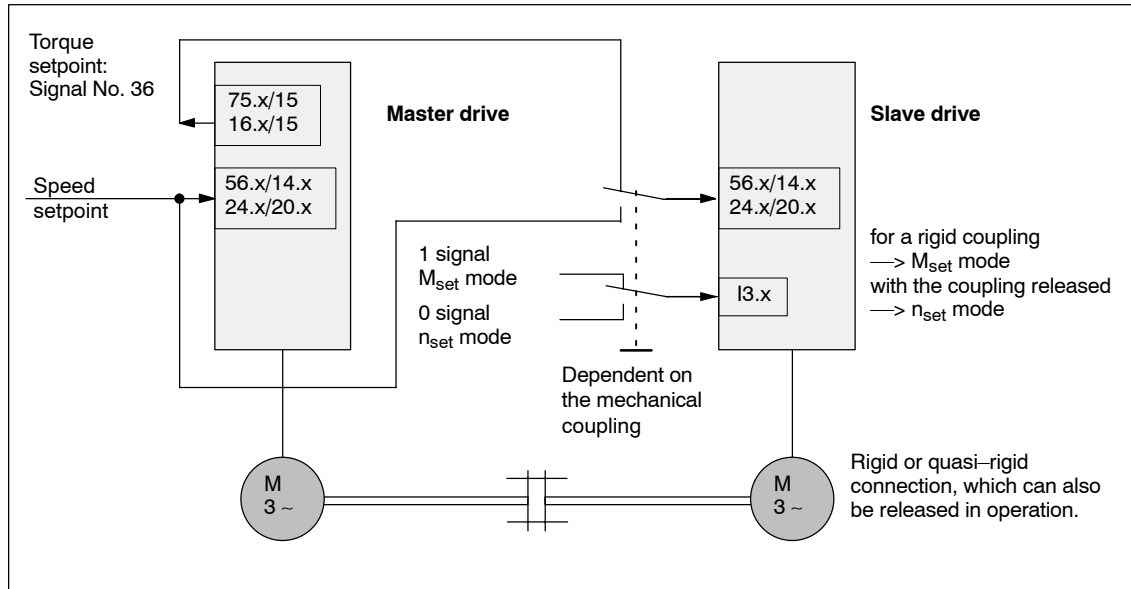 Torque
setpoint:
Signal No. 36
75.x/15
16.x/15
Master drive
Slave drive
Speed
setpoint
56.x/14.x
24.x/20.x
56.x/14.x
24.x/20.x
1 signal
Mset mode
0 signal
nset mode
I3.x
for a rigid coupling
—> Mset mode
with the coupling released
—> nset mode
Dependent on
the mechanical
coupling
M
3 ~
M
3 ~
Rigid or quasi–rigid
connection, which can also
be released in operation.